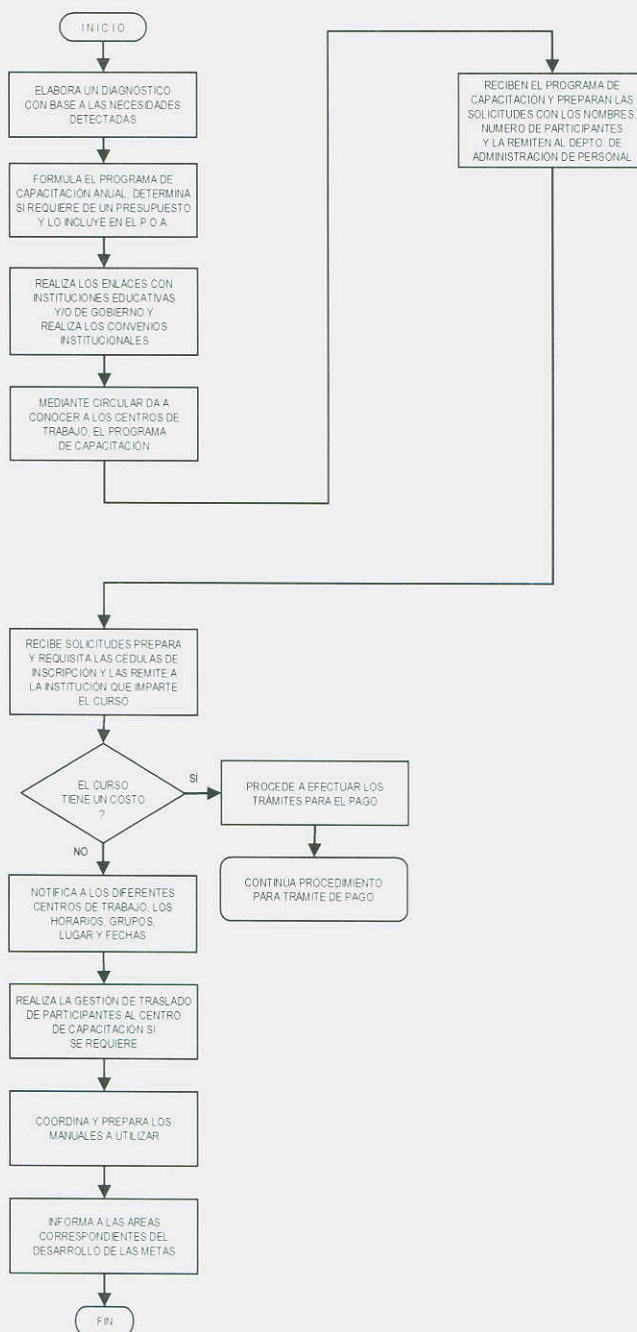 INICIO
ELABORA UN DIAGNÓSTICO
CON BASE A LAS NECESIDADES
DETECTADAS
FORMULA EL PROGRAMA DE
CAPACITACIÓN ANUAL, DETERMINA
SI REQUIERE DE UN PRESUPUESTO
Y LO INCLUYE EN EL P.O.A.
REALIZA LOS ENLACES CON
INSTITUCIONES EDUCATIVAS
Y/O DE GOBIERNO Y
REALIZA LOS CONVENIOS
INSTITUCIONALES
MEDIANTE CIRCULAR DA A
CONOCER A LOS CENTROS DE
TRABAJO, EL PROGRAMA
DE CAPACITACIÓN
RECIBEN EL PROGRAMA DE
CAPACITACIÓN Y PREPARAN LAS
SOLICITUDES CON LOS NOMBRES,
NUMERO DE PARTICIPANTES
Y LA REMITEN AL DEPTO. DE
ADMINISTRACIÓN DE PERSONAL
RECIBE SOLICITUDES PREPARA
Y REQUISITA LAS CÉDULAS DE
INSCRIPCIÓN Y LAS REMITE A
LA INSTITUCIÓN QUE IMPARTE
EL CURSO
EL CURSO
TIENE UN COSTO
?
SÍ
PROCEDE A EFECTUAR LOS
TRÁMITES PARA EL PAGO
CONTINUA PROCEDIMIENTO
PARA TRÁMITE DE PAGO
NO
NOTIFICA A LOS DIFERENTES
CENTROS DE TRABAJO, LOS
HORARIOS, GRUPOS,
LUGAR Y FECHAS
REALIZA LA GESTIÓN DE TRASLADO
DE PARTICIPANTES AL CENTRO
DE CAPACITACIÓN SI
SE REQUIERE
COORDINA Y PREPARA LOS
MANUALES A UTILIZAR
INFORMA A LAS AREAS
CORRESPONDIENTES DEL
DESARROLLO DE LAS METAS
FIN